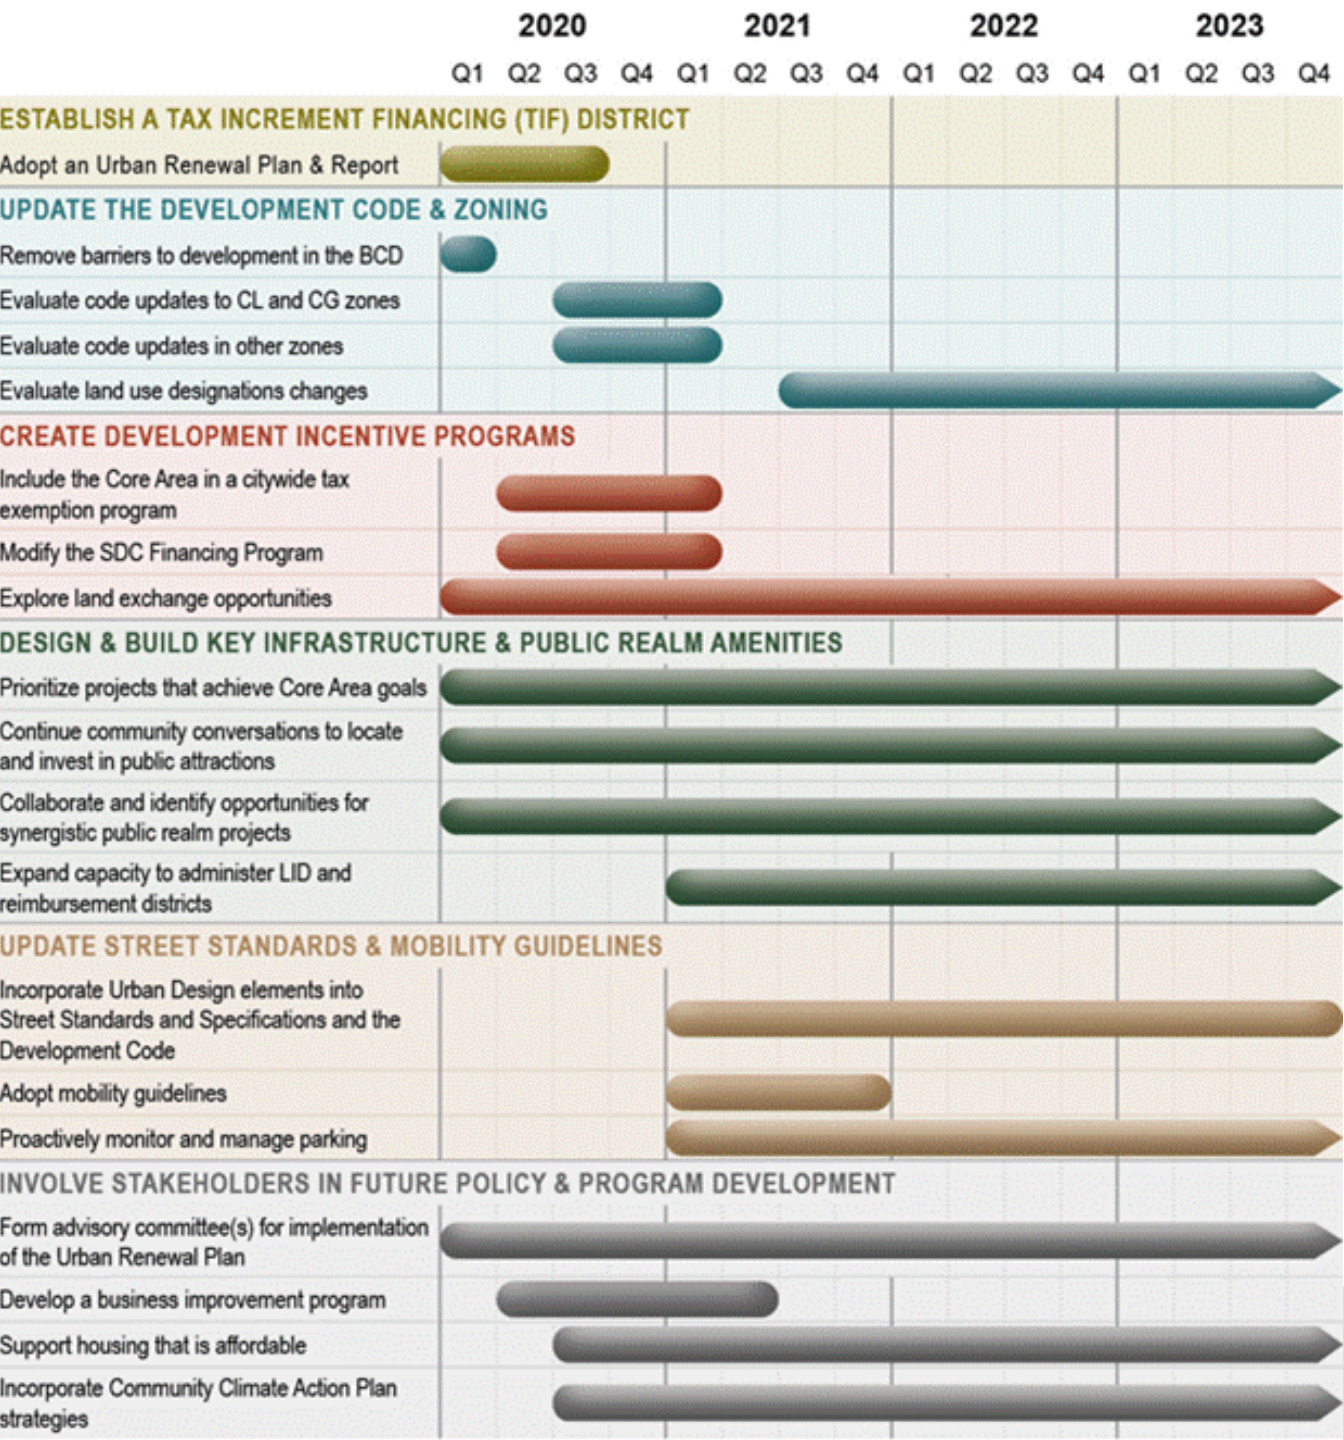 2020 2021 2022 2023
Q1 Q2 Q3 Q4 Q1 Q2 Q3 Q4 Q1 Q2 Q3 Q4 Q1 Q2 Q3 Q4
ESTABLISH A TAX INCREMENT FINANCING (TIF) DISTRICT
Adopt an Urban Renewal Plan & Report
UPDATE THE DEVELOPMENT CODE & ZONING
Remove barriers to development in the BCD
Evaluate code updates to CL and CG zones
Evaluate code updates in other zones
Evaluate land use designations changes
CREATE DEVELOPMENT INCENTIVE PROGRAMS
Include the Core Area in a citywide tax
exemption program
Modify the SDC Financing Program
Explore land exchange opportunities
DESIGN & BUILD KEY INFRASTRUCTURE & PUBLIC REALM AMENITIES
Prioritize projects that achieve Core Area goals
Continue community conversations to locate
and invest in public attractions
Collaborate and identify opportunities for
synergistic public realm projects
Expand capacity to administer LID and
reimbursement districts
UPDATE STREET STANDARDS & MOBILITY GUIDELINES
Incorporate Urban Design elements into
Street Standards and Specifications and the
Development Code
Adopt mobility guidelines
Proactively monitor and manage parking
INVOLVE STAKEHOLDERS IN FUTURE POLICY & PROGRAM DEVELOPMENT
Form advisory committee(s) for implementation
of the Urban Renewal Plan
Develop a business improvement program
Support housing that is affordable
Incorporate Community Climate Action Plan
strategies